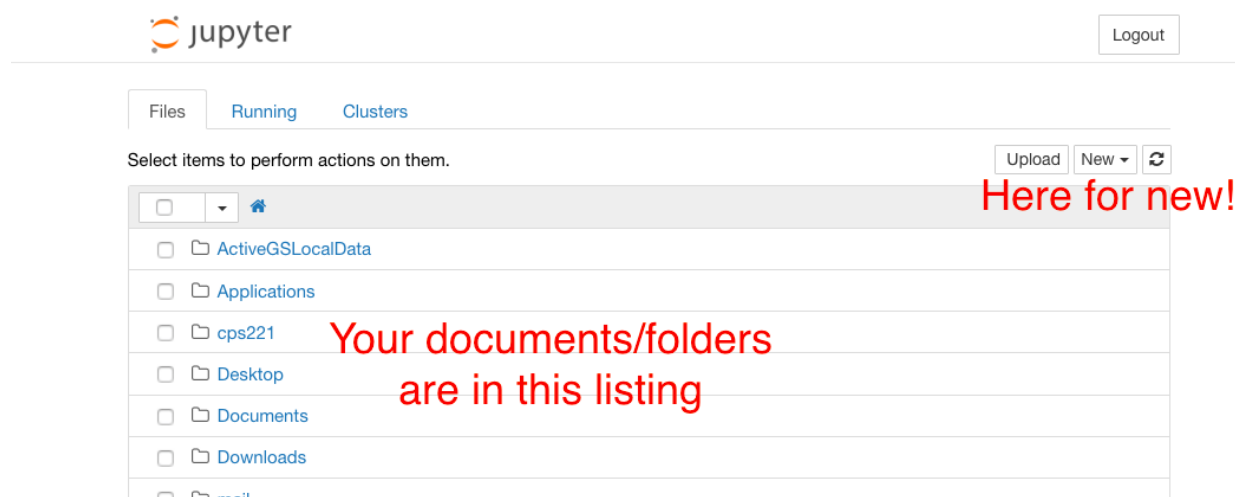 jupyter
Logout
Files Running Clusters
Select items to perform actions on them.
Upload New
Here for new!
ActiveGSLocalData
Applications
cps221
Your documents/folders
Desktop
are in this listing
Documents
Downloads